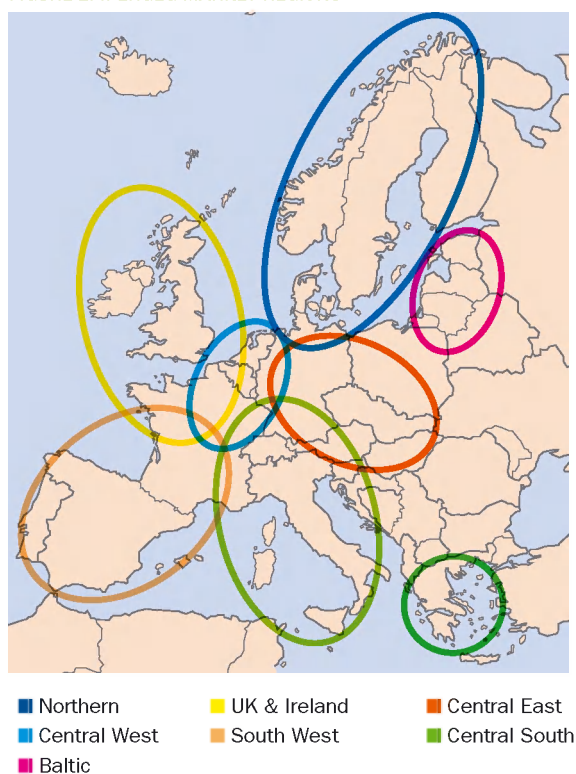 Northern
UK & Ireland
Central East
Central West
South West
Central South
Baltic